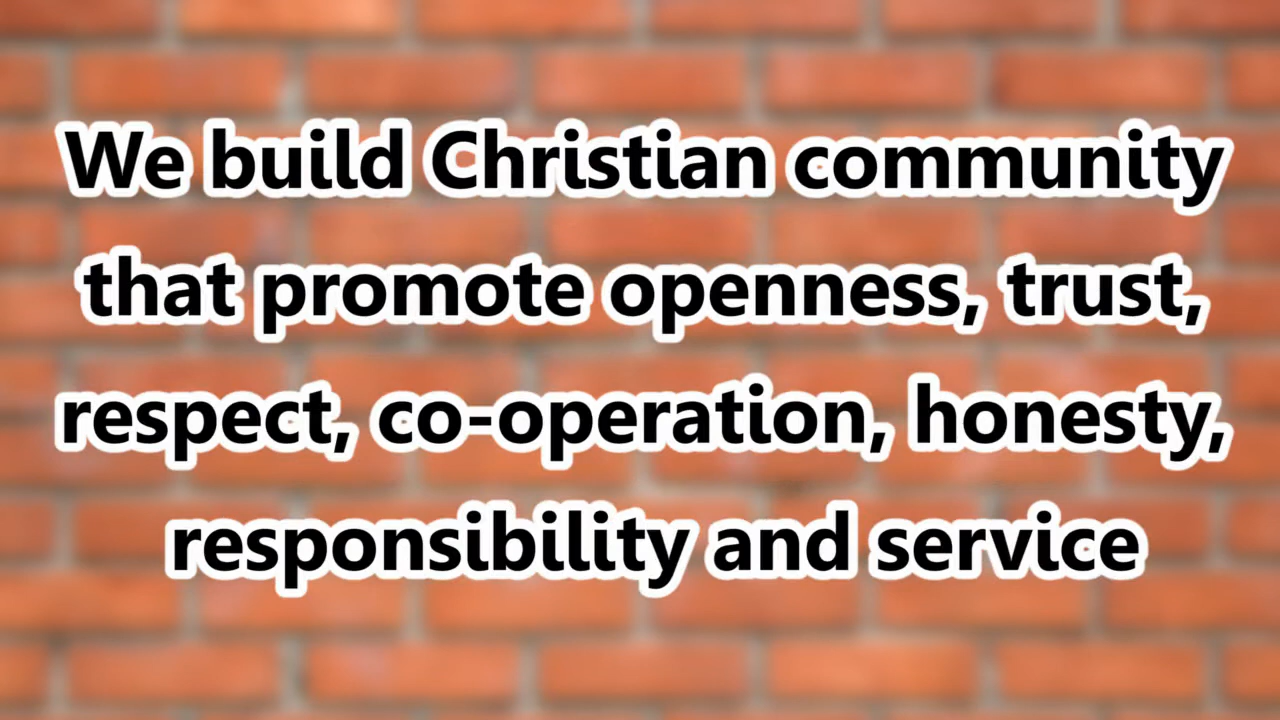 We build Christian community
that promote openness, trust,
respect, co-operation, honesty,
responsibility and service